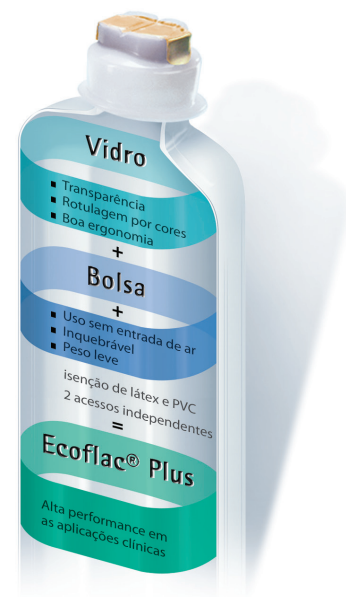 Vidro
▪ Transparência
▪ Rotulagem por cores
▪ Boa ergonomia
+
Bolsa
+
▪ Uso sem entrada de ar
▪ Inquebrável
▪ Peso leve
isenção de látex e PVC
2 acessos independentes
=
Ecoflac® Plus
Alta performance em
as aplicações clínicas